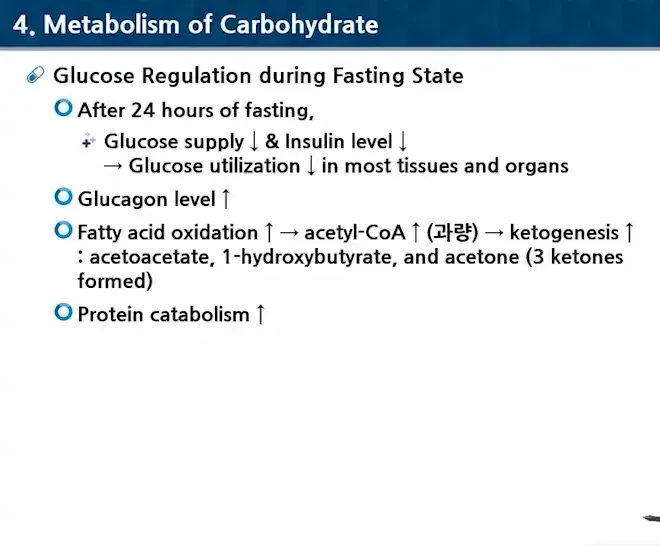 4. Metabolism of Carbohydrate
Glucose Regulation during Fasting State
After 24 hours of fasting,
Glucose supply ↓ & Insulin level ↓
→ Glucose utilization ↓ in most tissues and organs
Glucagon level ↑
Fatty acid oxidation ↑ → acetyl-CoA ↑ (과량) → ketogenesis ↑
: acetoacetate, 1-hydroxybutyrate, and acetone (3 ketones
formed)
Protein catabolism ↑